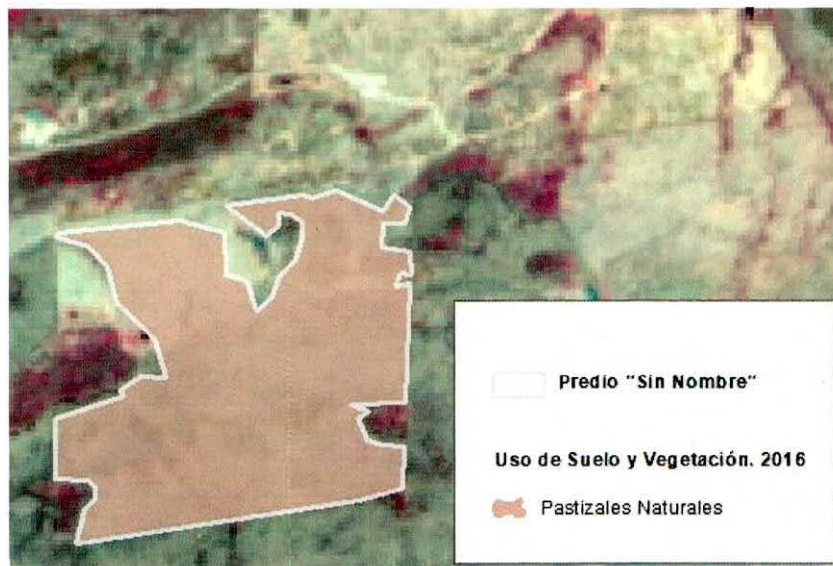 Predio "Sin Nombre"
Uso de Suelo y Vegetación. 2016
Pastizales Naturales